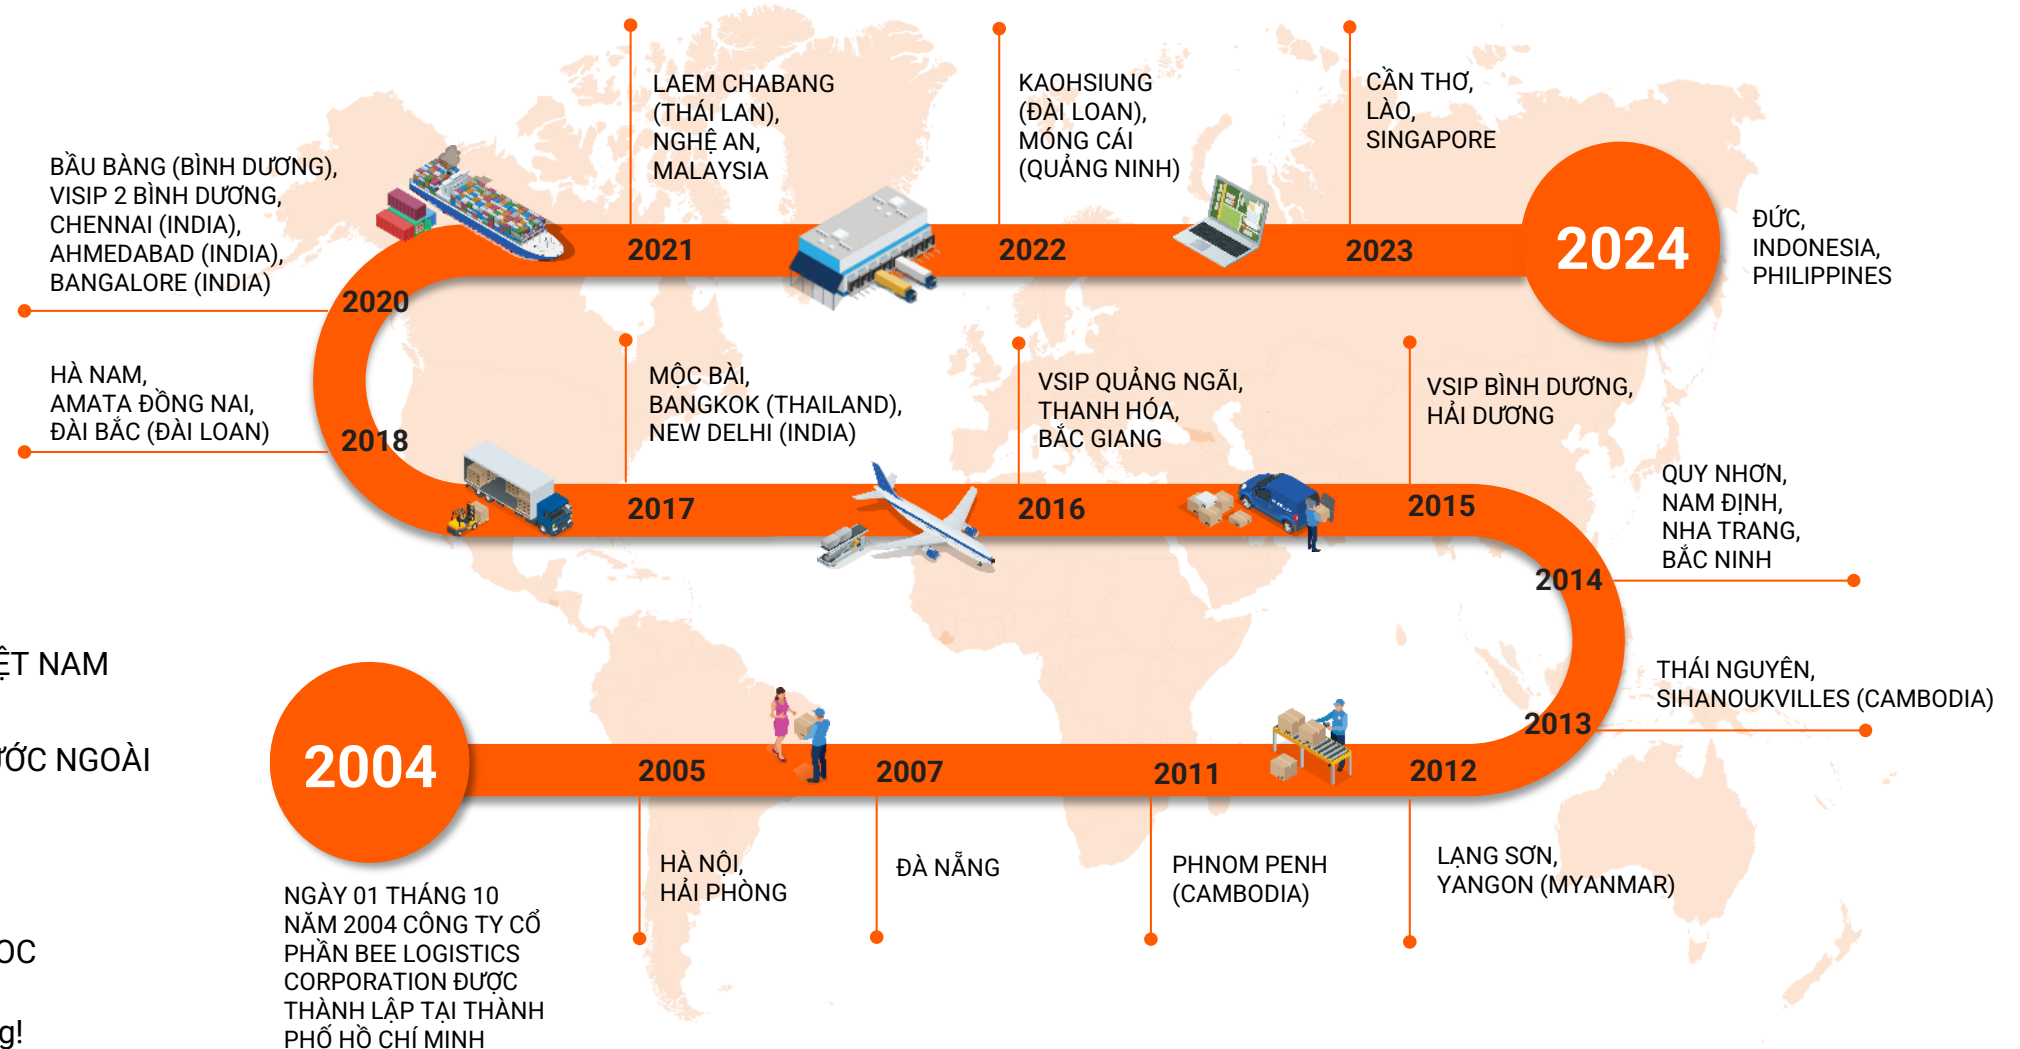 LAEM CHABANG
(THÁI LAN),
NGHỆ AN,
MALAYSIA
KAOHSIUNG
(ĐÀI LOAN),
MÓNG CÁI
(QUẢNG NINH)
CẦN THƠ,
LÀO,
SINGAPORE
BẦU BÀNG (BÌNH DƯƠNG),
VISIP 2 BÌNH DƯƠNG,
CHENNAI (INDIA),
AHMEDABAD (INDIA),
BANGALORE (INDIA)
2020
2021
2022
2023
2024
ĐỨC,
INDONESIA,
PHILIPPINES
HÀ NAM,
AMATA ĐỒNG NAI,
ĐÀI BẮC (ĐÀI LOAN)
2018
MỘC BÀI,
BANGKOK (THAILAND),
NEW DELHI (INDIA)
2017
VSIP QUẢNG NGÃI,
THANH HÓA,
BẮC GIANG
2016
VSIP BÌNH DƯƠNG,
HẢI DƯƠNG
2015
QUY NHƠN,
NAM ĐỊNH,
NHA TRANG,
BẮC NINH
2014
THÁI NGUYÊN,
SIHANOUKVILLES (CAMBODIA)
2013
NAM
NGOÀI
2004
2005
2007
2011
2012
HÀ NỘI,
HẢI PHÒNG
ĐÀ NẴNG
PHNOM PENH
(CAMBODIA)
LẠNG SƠN,
YANGON (MYANMAR)
NGÀY 01 THÁNG 10
NĂM 2004 CÔNG TY CỔ
PHẦN BEE LOGISTICS
CORPORATION ĐƯỢC
THÀNH LẬP TẠI THÀNH
PHỐ HỒ CHÍ MINH